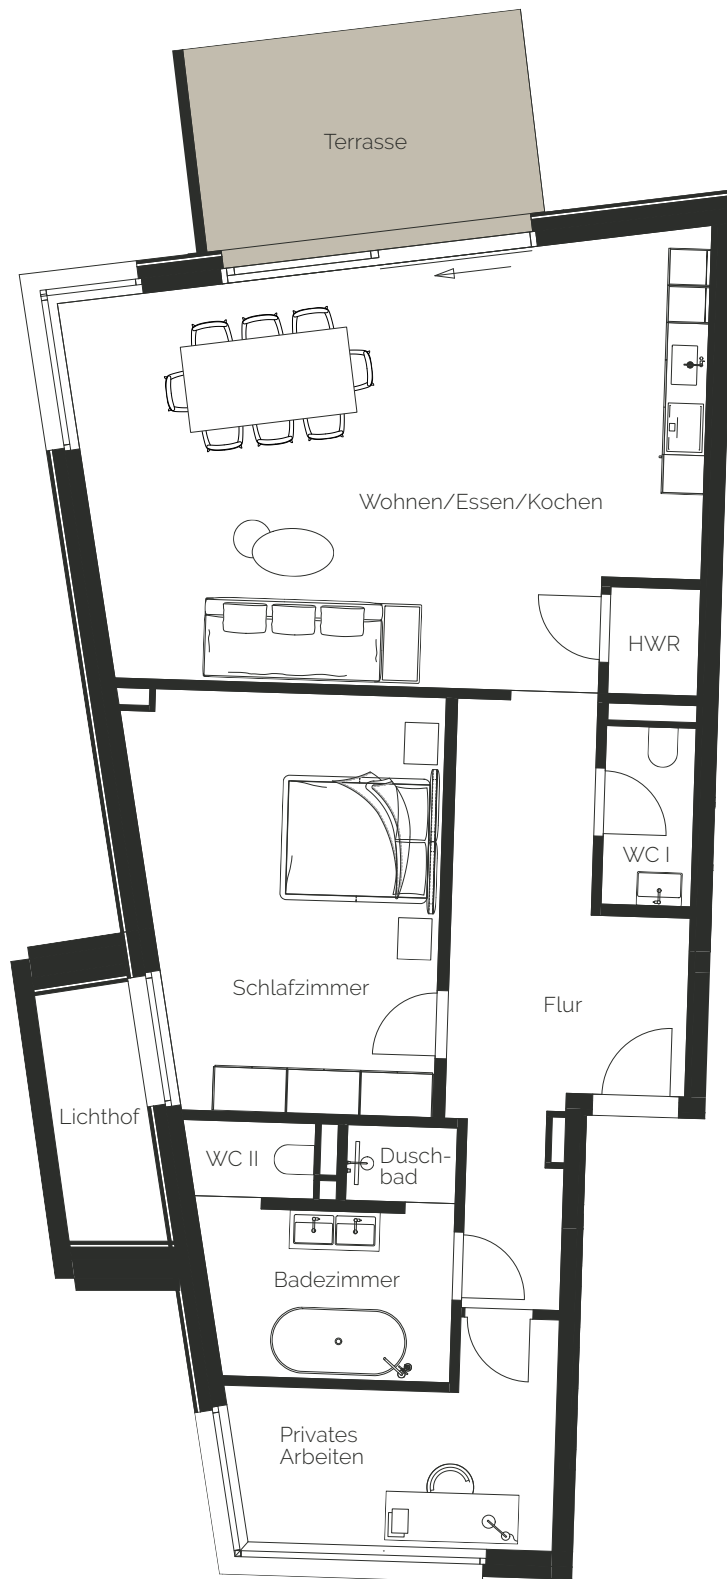 Terrasse
Wohnen/Essen/Kochen
HWR
WC I
Schlafzimmer
Flur
Lichthof
WC II
Dusch-
bad
Badezimmer
Privates
Arbeiten